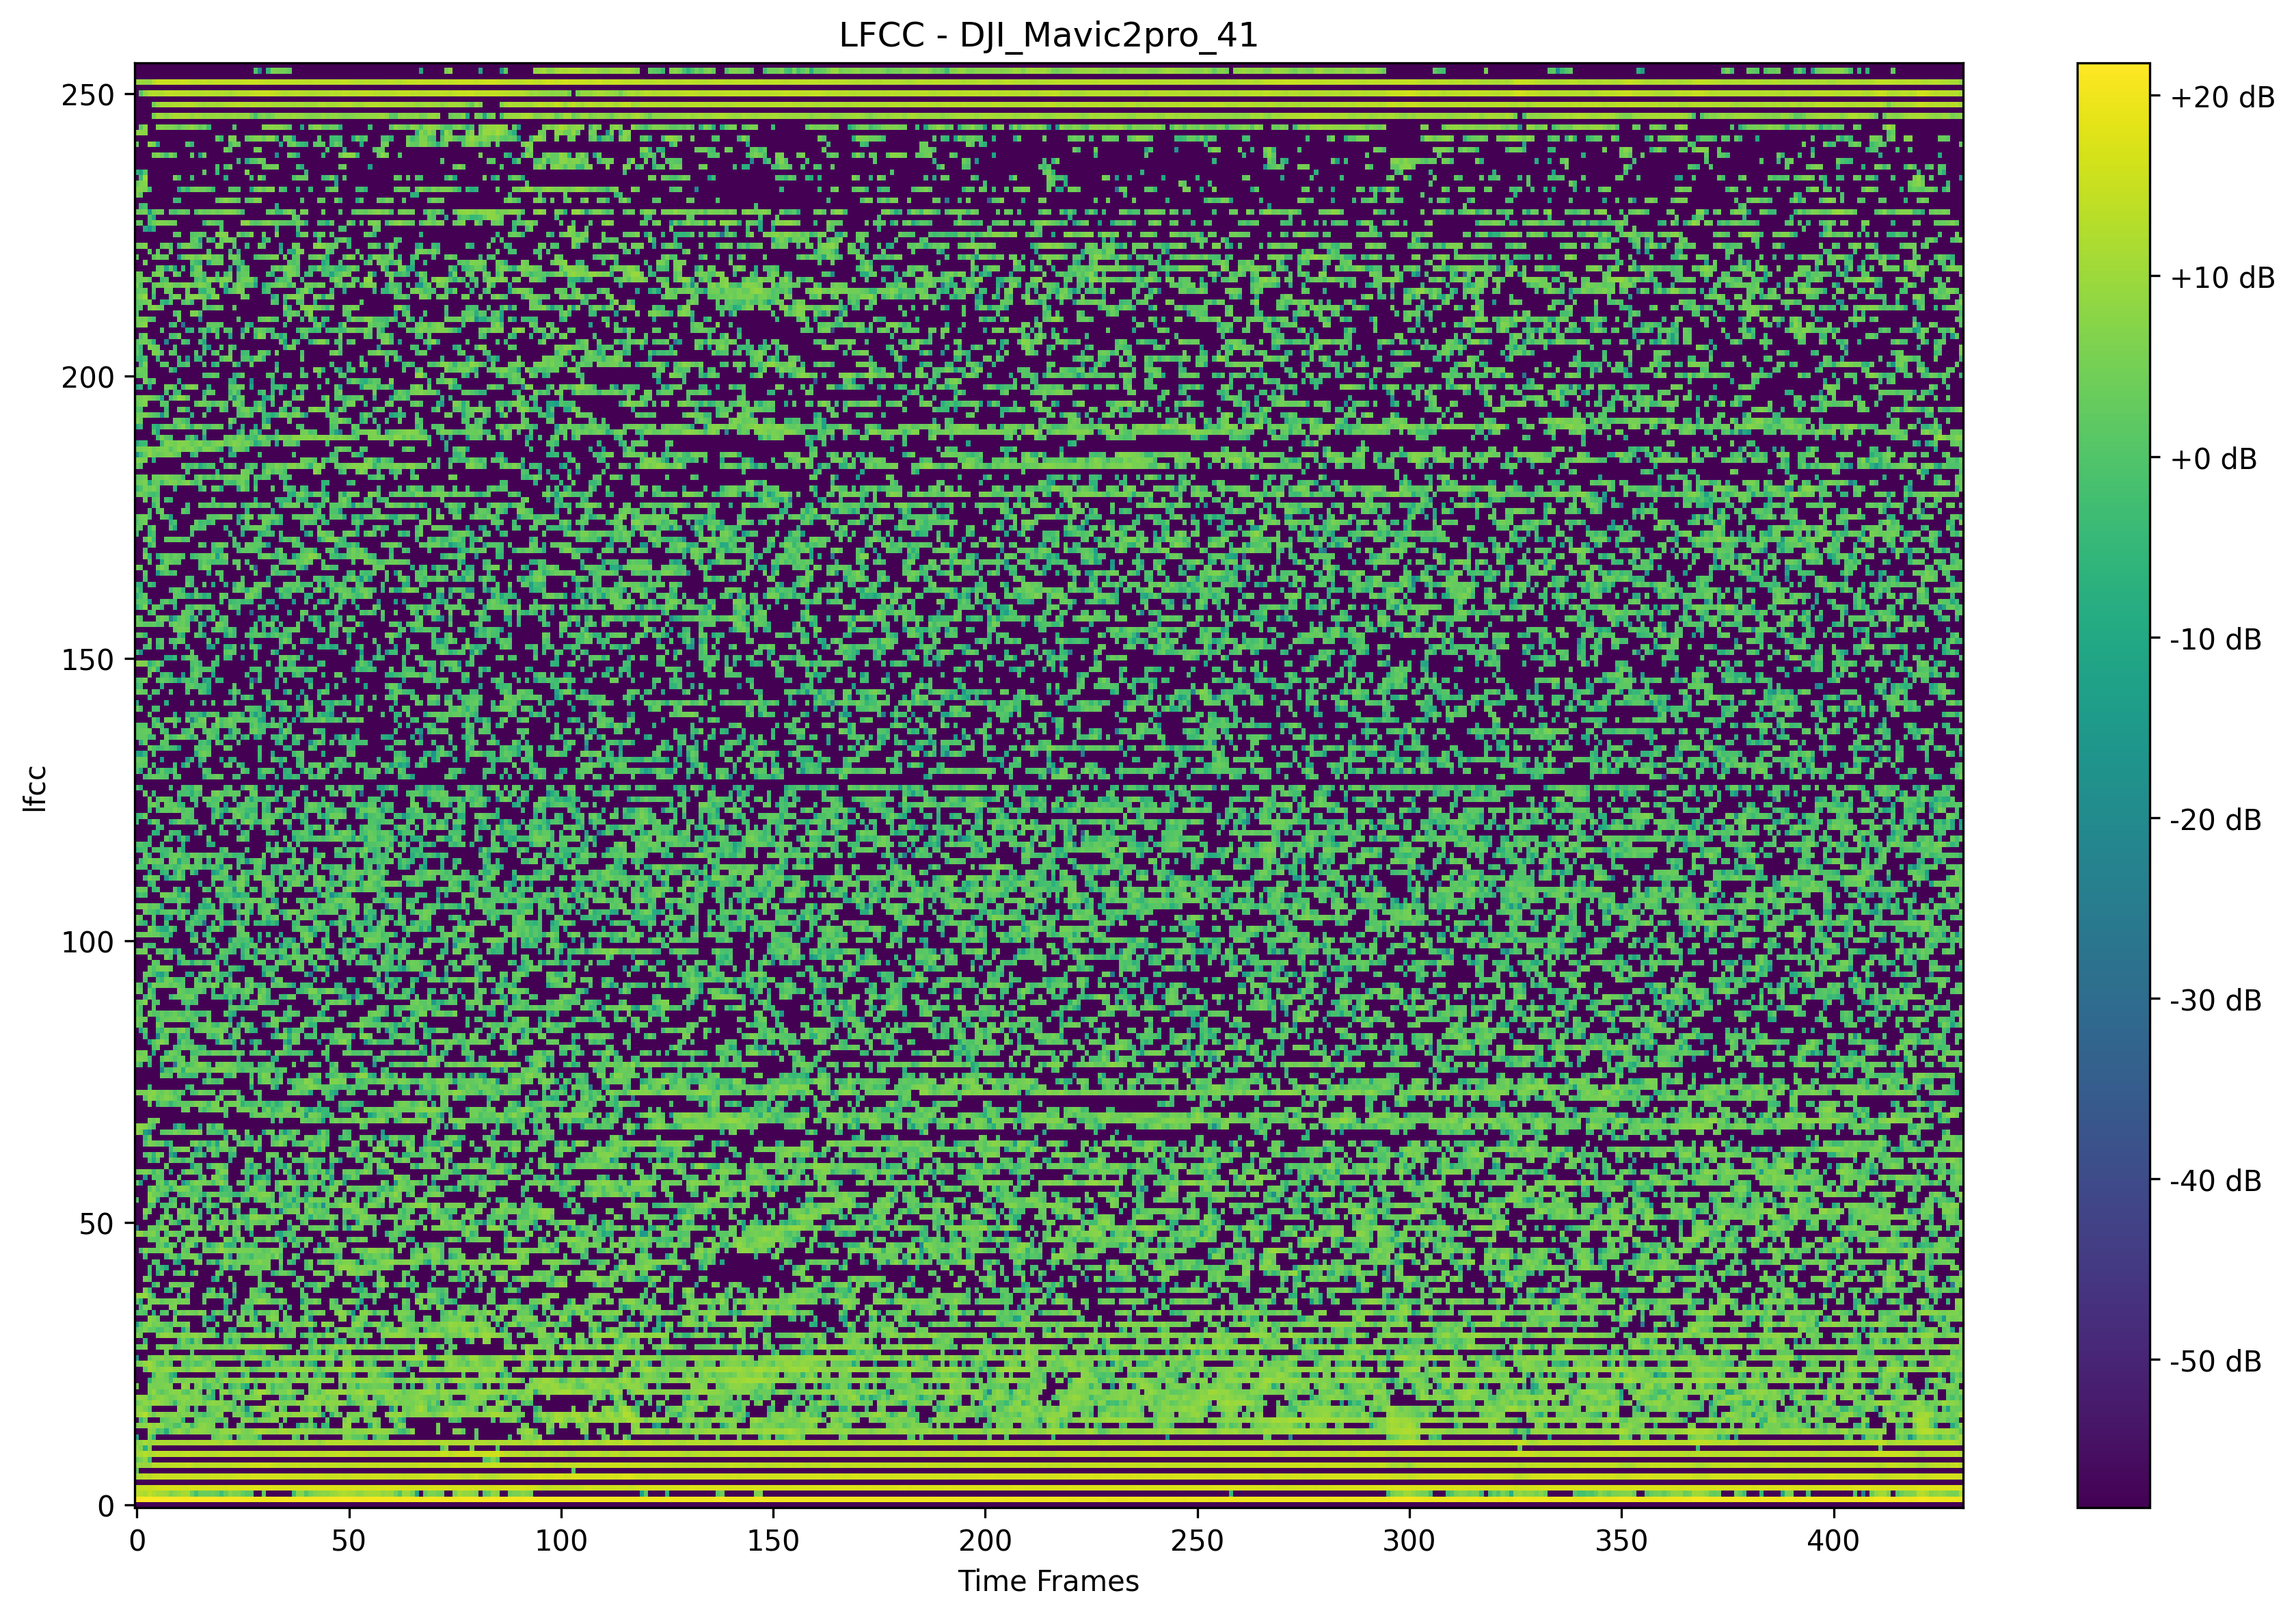 LFCC - DJI_Mavic2pro_41
250
200
150
100
50
0
lfcc
0 50 100 150 200 250 300 350 400
Time Frames
+20 dB
+10 dB
+0 dB
-10 dB
-20 dB
-30 dB
-40 dB
-50 dB